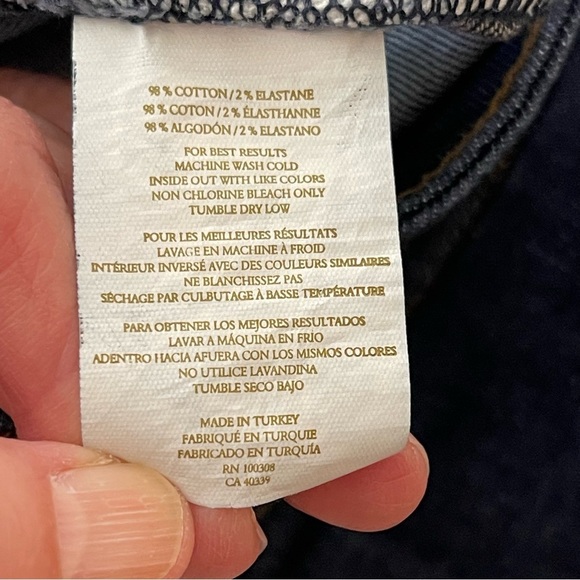 98 % COTTON / 2 % ELASTANE
98 % COTON / 2 % ÉLASTHANNE
98 % ALGODÓN / 2 % ELASTANO
FOR BEST RESULTS
MACHINE WASH COLD
INSIDE OUT WITH LIKE COLORS
NON CHLORINE BLEACH ONLY
TUMBLE DRY LOW
POUR LES MEILLEURES RÉSULTATS
LAVAGE EN MACHINE À FROID
INTÉRIEUR INVERSÉ AVEC DES COULEURS SIMILAIRES
NE BLANCHISSEZ PAS
SÉCHAGE PAR CULBUTAGE À BASSE TEMPÉRATURE
PARA OBTENER LOS MEJORES RESULTADOS
LAVAR A MÁQUINA EN FRÍO
ADENTRO HACIA AFUERA CON LOS MISMOS COLORES
NO UTILICE LAVANDINA
TUMBLE SECO BAJO
MADE IN TURKEY
FABRIQUÉ EN TURQUIE
FABRICADO EN TURQUÍA
RN 100308
CA 40339